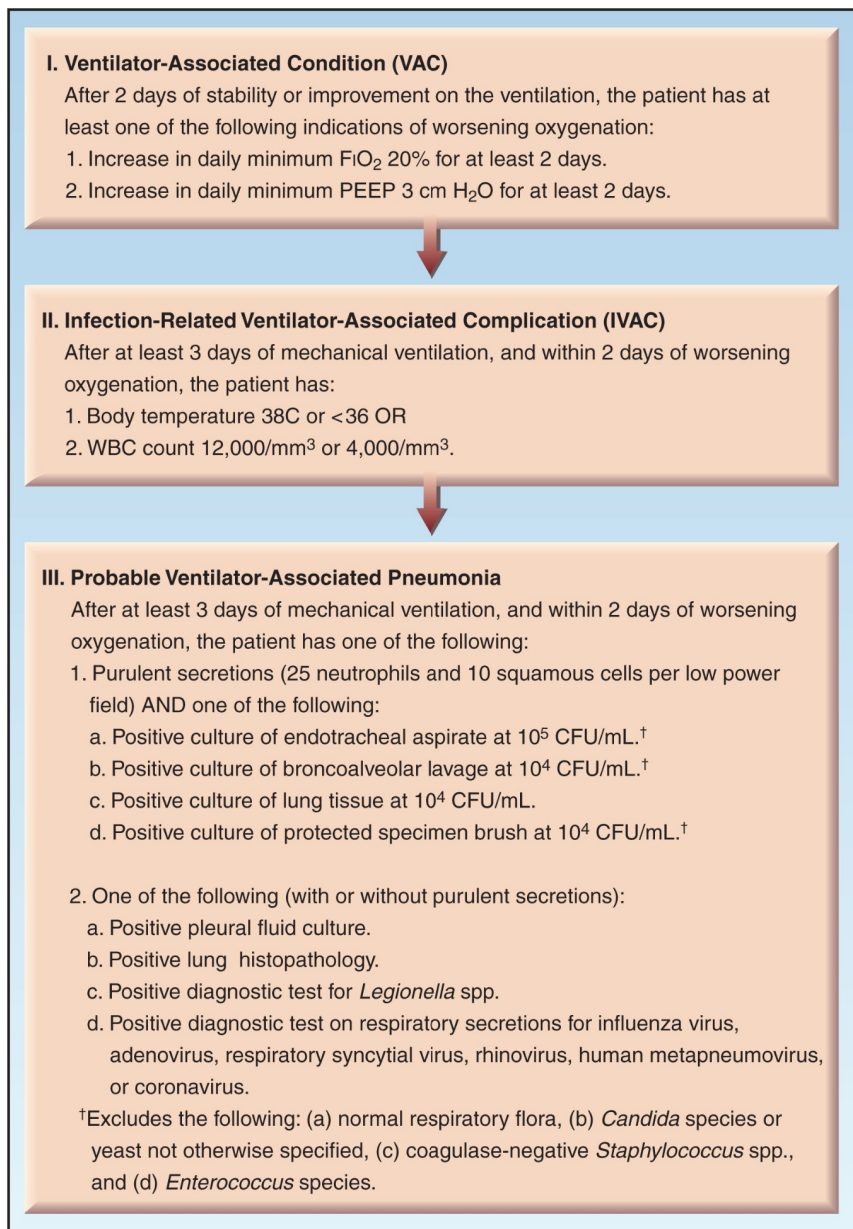 I. Ventilator-Associated Condition (VAC)
After 2 days of stability or improvement on the ventilation, the patient has at
least one of the following indications of worsening oxygenation:
1. Increase in daily minimum FIO₂ 20% for at least 2 days.
2. Increase in daily minimum PEEP 3 cm H₂O for at least 2 days.
II. Infection-Related Ventilator-Associated Complication (IVAC)
After at least 3 days of mechanical ventilation, and within 2 days of worsening
oxygenation, the patient has:
1. Body temperature 38C or <36 OR
2. WBC count 12,000/mm³ or 4,000/mm³.
III. Probable Ventilator-Associated Pneumonia
After at least 3 days of mechanical ventilation, and within 2 days of worsening
oxygenation, the patient has one of the following:
1. Purulent secretions (25 neutrophils and 10 squamous cells per low power
field) AND one of the following:
a. Positive culture of endotracheal aspirate at 10⁵ CFU/mL.†
b. Positive culture of broncoalveolar lavage at 10⁴ CFU/mL.†
c. Positive culture of lung tissue at 10⁴ CFU/mL.
d. Positive culture of protected specimen brush at 10⁴ CFU/mL.†
2. One of the following (with or without purulent secretions):
a. Positive pleural fluid culture.
b. Positive lung histopathology.
c. Positive diagnostic test for Legionella spp.
d. Positive diagnostic test on respiratory secretions for influenza virus,
adenovirus, respiratory syncytial virus, rhinovirus, human metapneumovirus,
or coronavirus.
†Excludes the following: (a) normal respiratory flora, (b) Candida species or
yeast not otherwise specified, (c) coagulase-negative Staphylococcus spp.,
and (d) Enterococcus species.